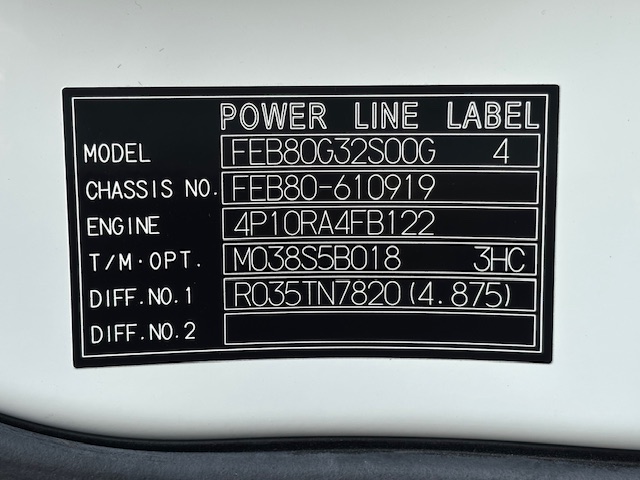 POWER LINE LABEL
MODEL FEB80G32S00G 4
CHASSIS NO. FEB80-610919
ENGINE 4P10RA4FB122
T/M·OPT. M038S5B018 3HC
DIFF.NO.1 R035TN7820(4.875)
DIFF.NO.2